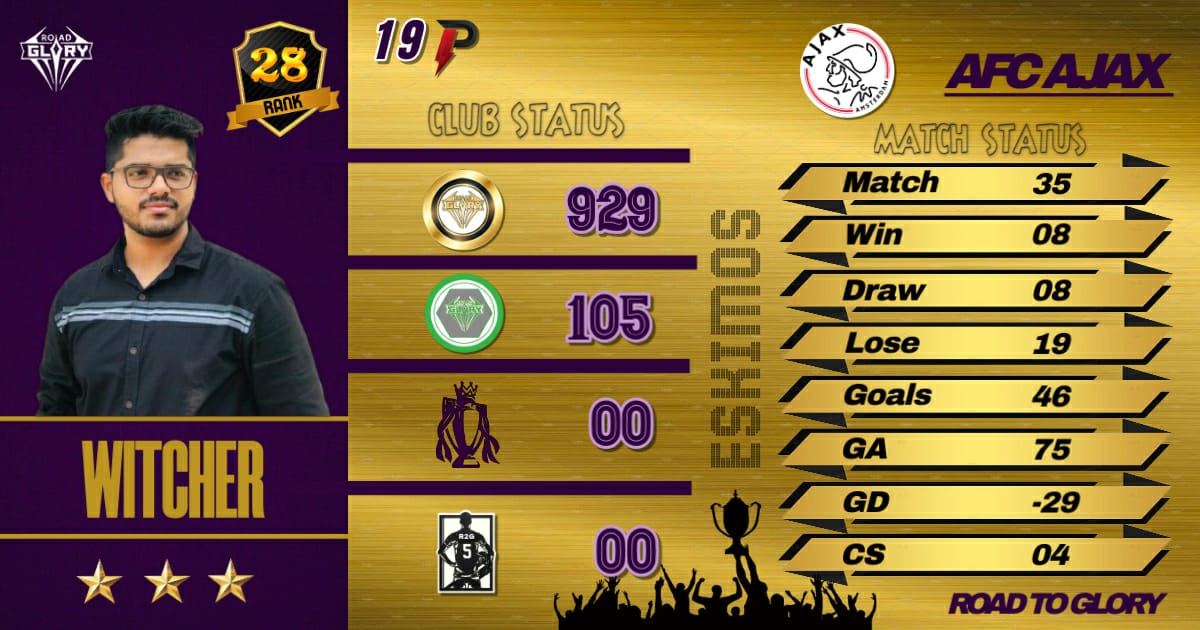 ROAD
GLORY
28
RANK
WITCHER
19 P
CLUB STATUS
GLORY
929
GLORY
105
00
R2G
5
00
ESKIMOS
AJAX
AMSTERDAM
AFC AJAX
MATCH STATUS
Match 35
Win 08
Draw 08
Lose 19
Goals 46
GA 75
GD -29
CS 04
ROAD TO GLORY